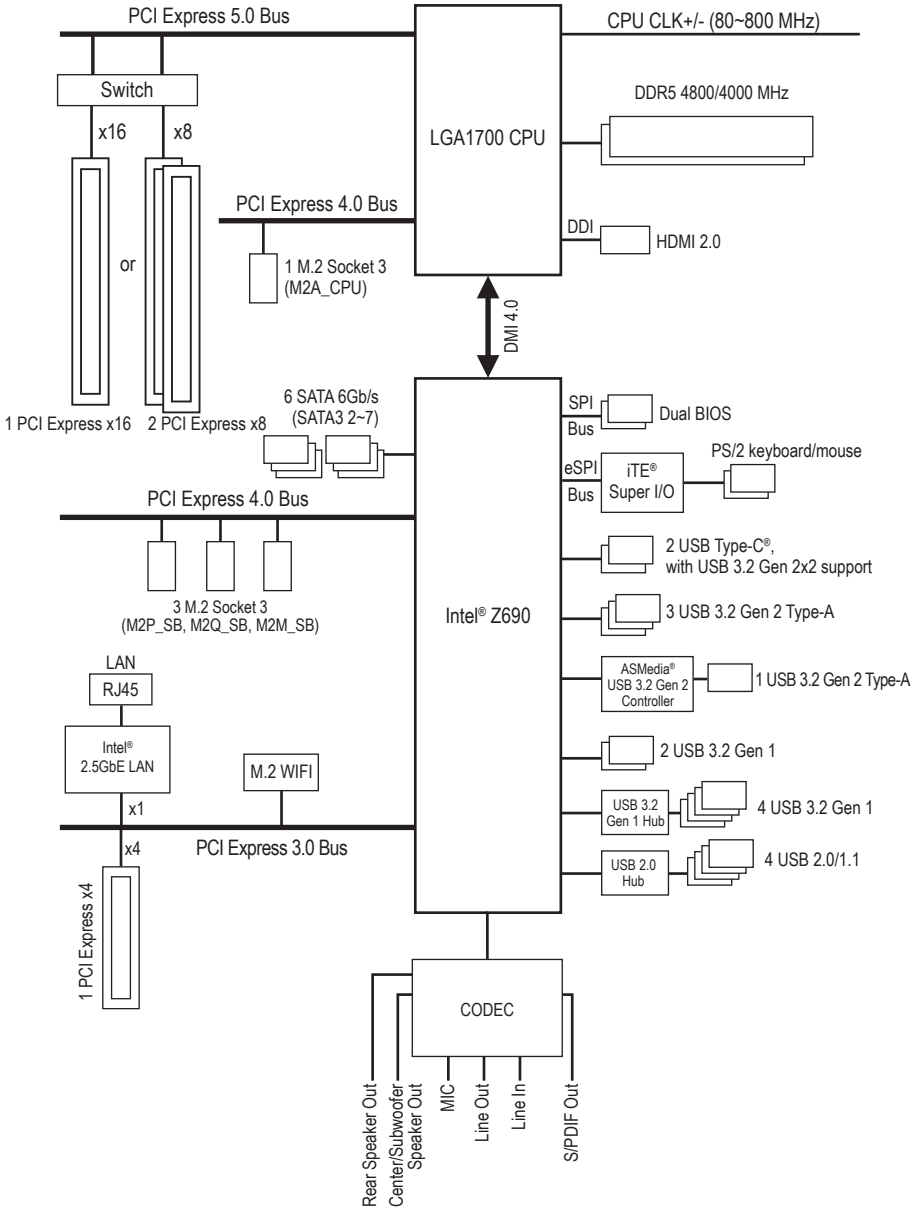 PCI Express 5.0 Bus
CPU CLK+/- (80~800 MHz)
Switch
x16
x8
LGA1700 CPU
DDR5 4800/4000 MHz
PCI Express 4.0 Bus
DDI
HDMI 2.0
or
1 M.2 Socket 3
(M2A_CPU)
DMI 4.0
1 PCI Express x16
2 PCI Express x8
6 SATA 6Gb/s
(SATA3 2~7)
SPI
Bus
Dual BIOS
PS/2 keyboard/mouse
eSPI
Bus
iTE®
Super I/O
PCI Express 4.0 Bus
2 USB Type-C®,
with USB 3.2 Gen 2x2 support
3 M.2 Socket 3
(M2P_SB, M2Q_SB, M2M_SB)
Intel® Z690
3 USB 3.2 Gen 2 Type-A
LAN
RJ45
ASMedia®
USB 3.2 Gen 2
Controller
1 USB 3.2 Gen 2 Type-A
Intel®
2.5GbE LAN
M.2 WIFI
2 USB 3.2 Gen 1
x1
USB 3.2
Gen 1 Hub
4 USB 3.2 Gen 1
x4
PCI Express 3.0 Bus
USB 2.0
Hub
4 USB 2.0/1.1
1 PCI Express x4
CODEC
Rear Speaker Out
Center/Subwoofer
Speaker Out
MIC
Line Out
Line In
S/PDIF Out